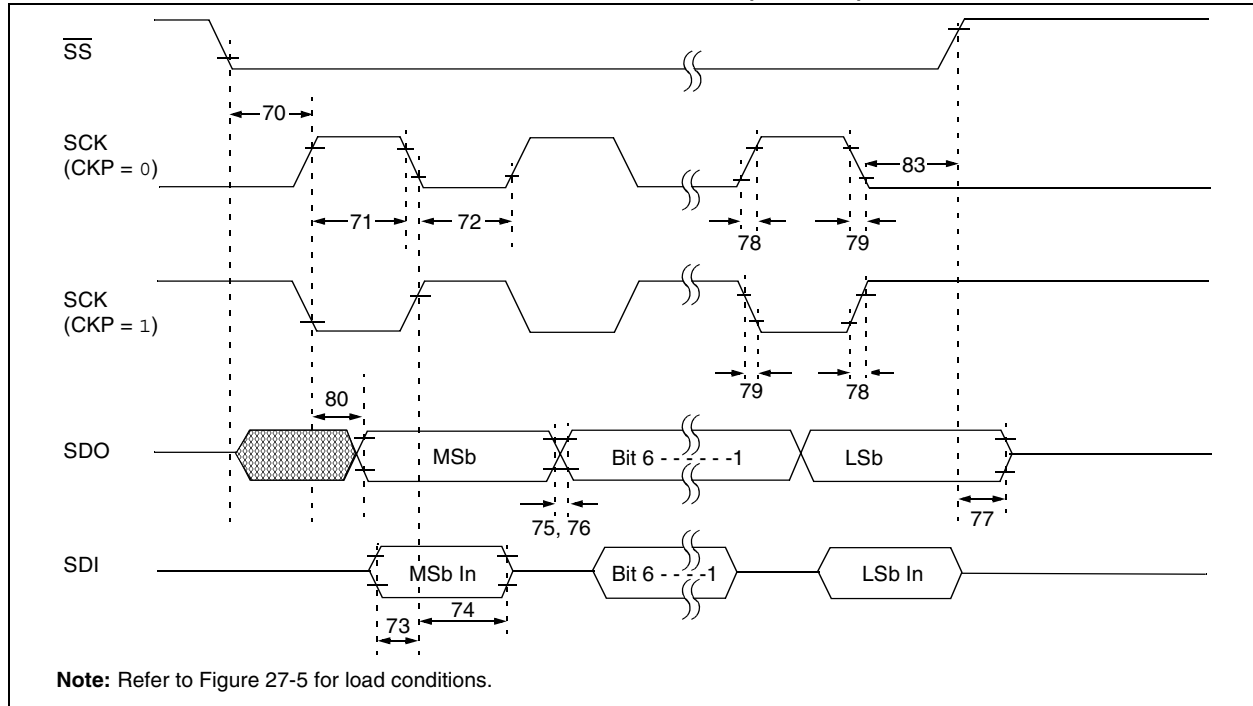 SS
70
SCK
(CKP = 0)
83
71
72
78
79
SCK
(CKP = 1)
79
78
80
SDO
MSb
Bit 6 - - - - - - -1
LSb
75, 76
77
SDI
MSb In
Bit 6 - - - - -1
LSb In
74
73
Note: Refer to Figure 27-5 for load conditions.